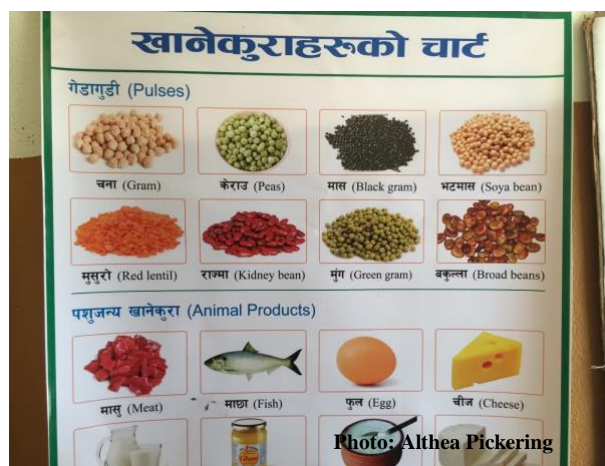 खानेकुराहरुको चार्ट
गेडागुडी (Pulses)
चना (Gram) केराउ (Peas) मास (Black gram) भटमास (Soya bean)
मुसुरो (Red lentil) राज्मा (Kidney bean) मुंग (Green gram) बकुल्ला (Broad beans)
पशुजन्य खानेकुरा (Animal Products)
मासु (Meat) माछा (Fish) फुल (Egg) चीज (Cheese)
Photo: Althea Pickering